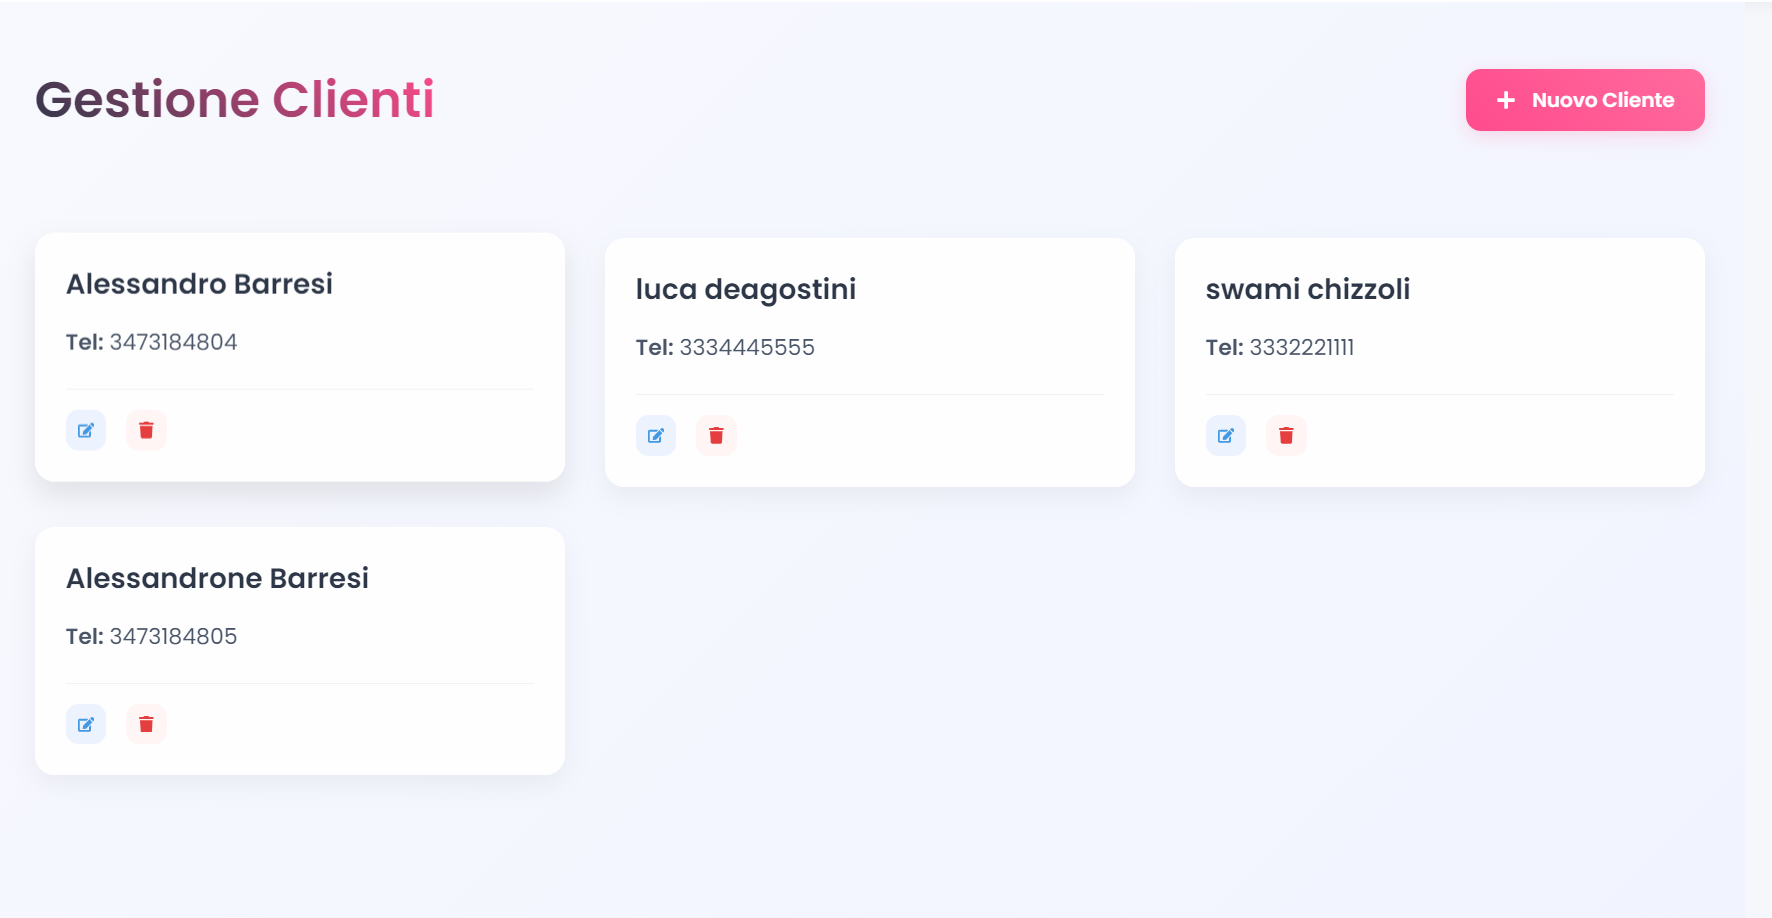 Gestione Clienti
Nuovo Cliente
Alessandro Barresi
Tel: 3473184804
luca deagostini
Tel: 3334445555
swami chizzoli
Tel: 3332221111
Alessandrone Barresi
Tel: 3473184805